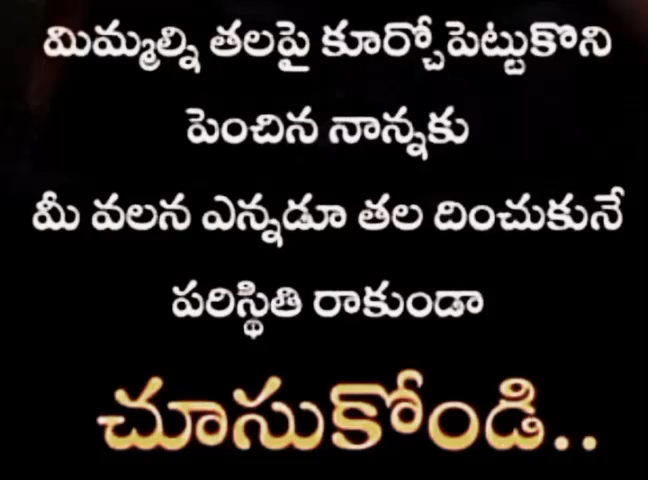 మిమ్మల్ని తలపై కూర్చోపెట్టుకొని
పెంచిన నాన్నకు
మీ వలన ఎన్నడూ తల దించుకునే
పరిస్థితి రాకుండా
చూసుకోండి..